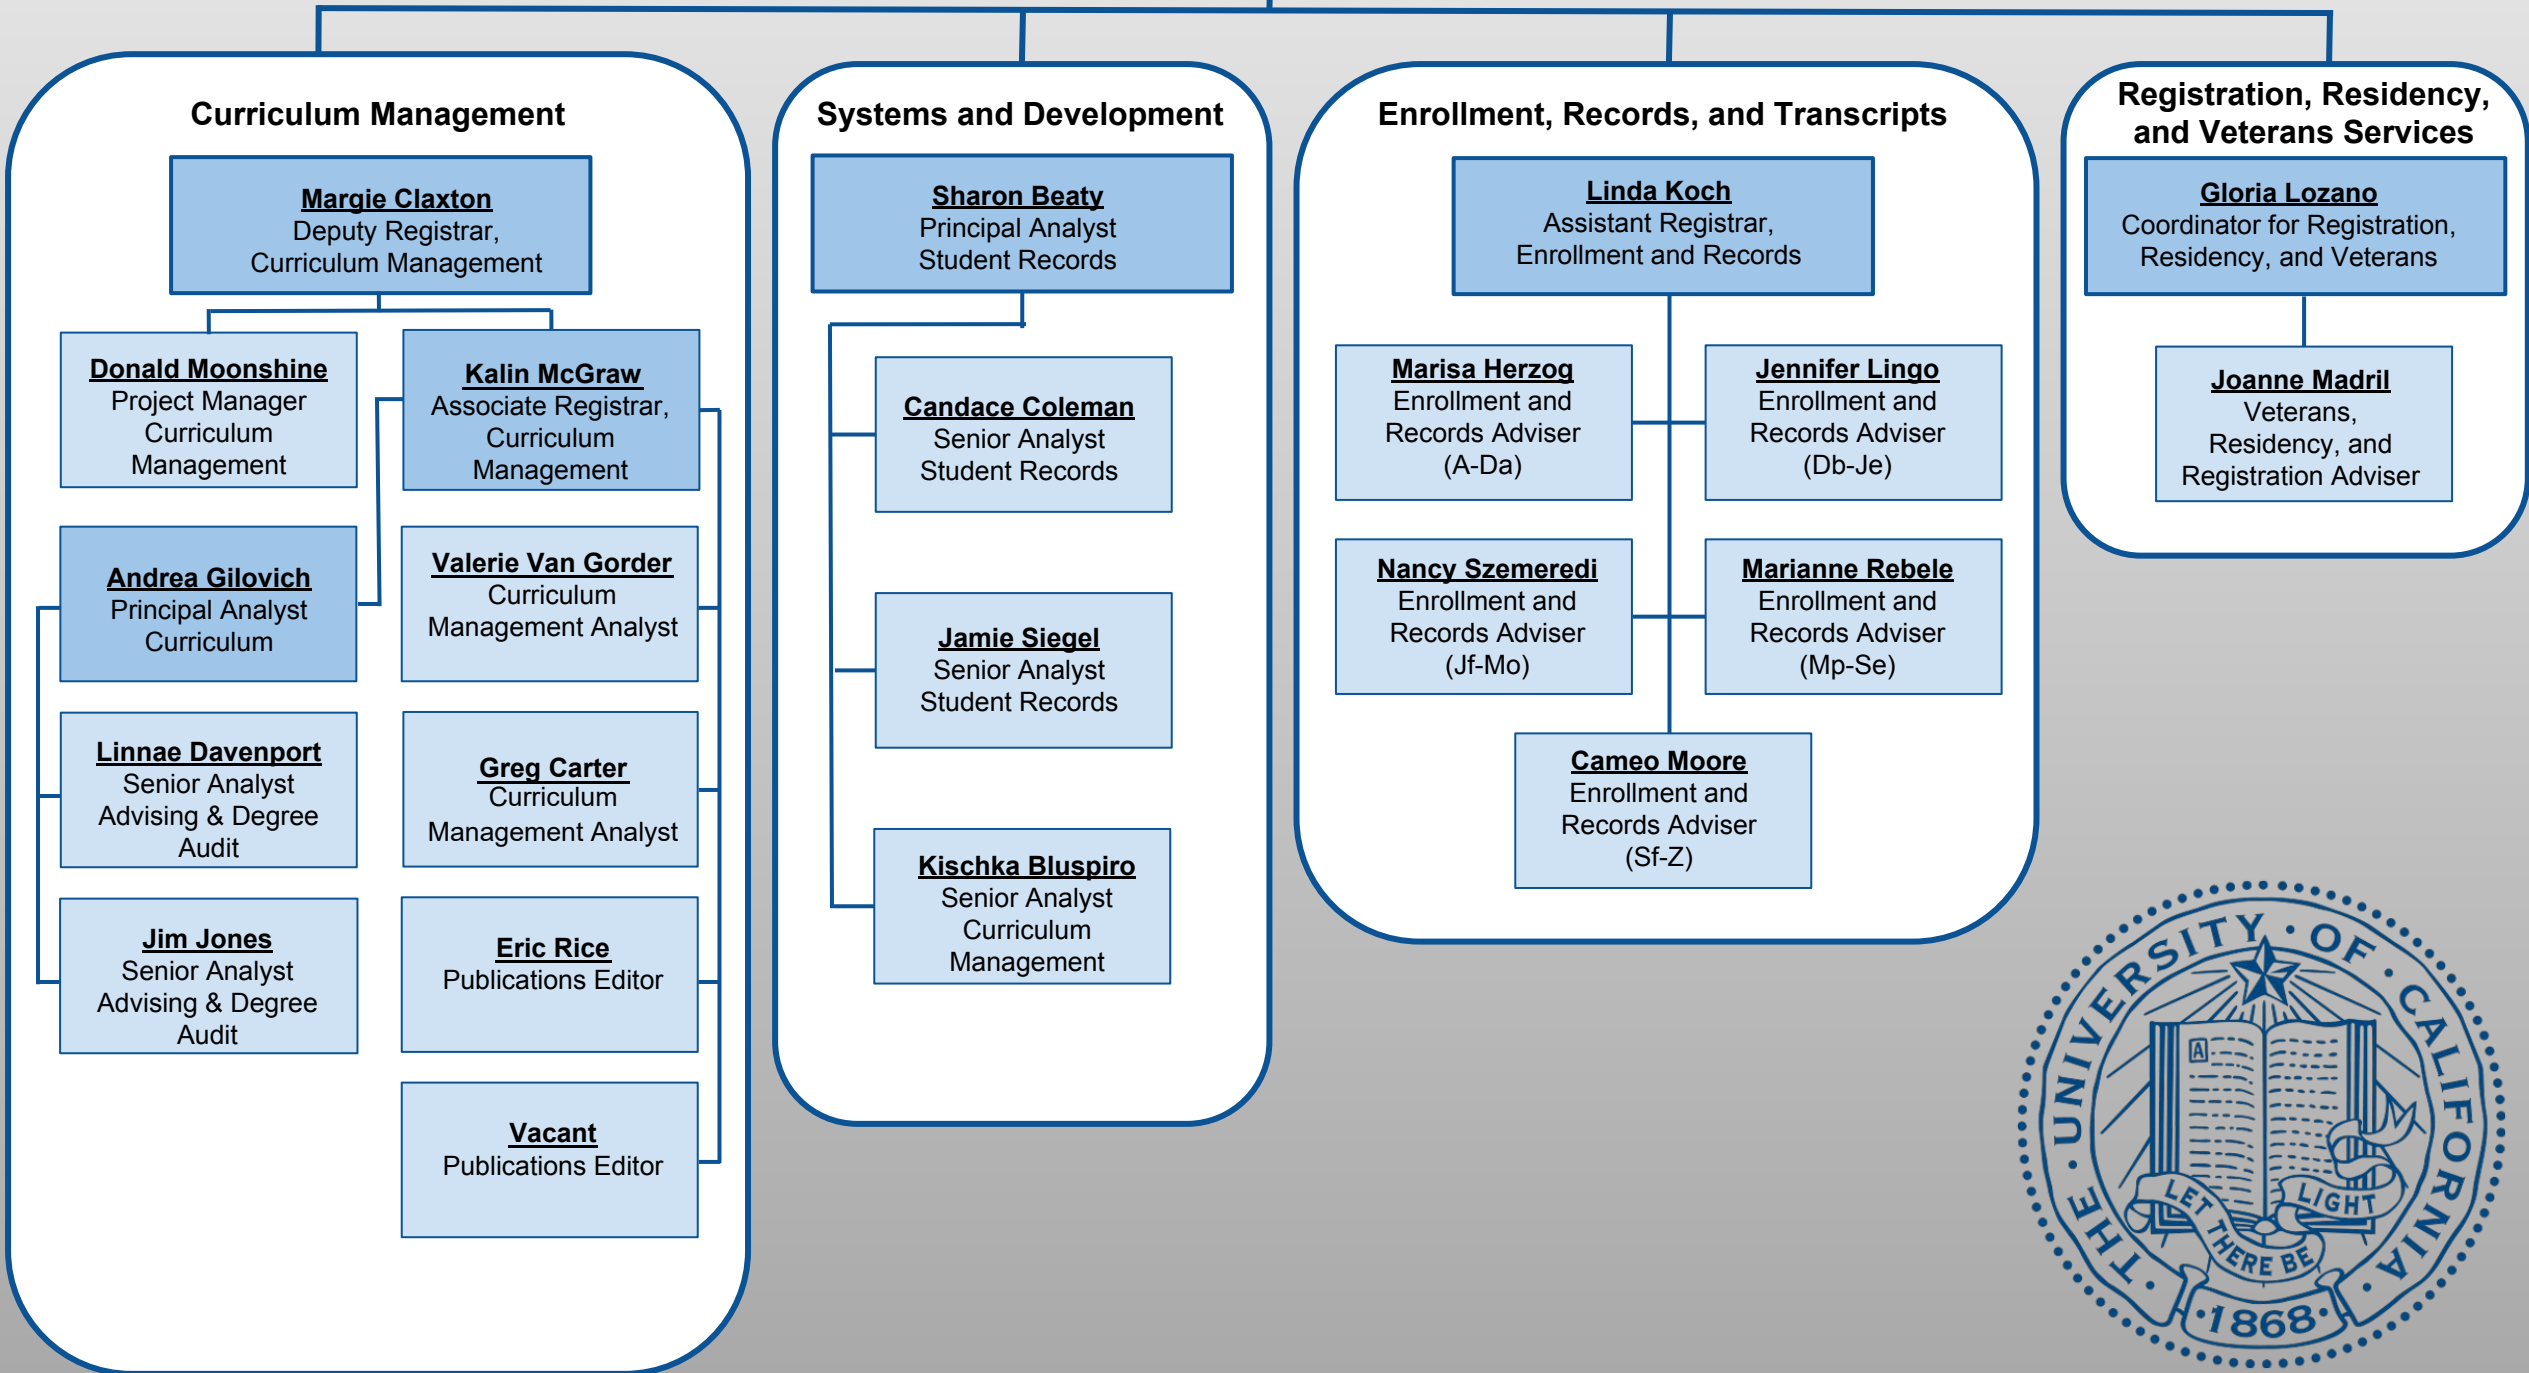 Curriculum Management
Margie Claxton
Deputy Registrar,
Curriculum Management
Donald Moonshine
Project Manager
Curriculum
Management
Kalin McGraw
Associate Registrar,
Curriculum
Management
Andrea Gilovich
Principal Analyst
Curriculum
Valerie Van Gorder
Curriculum
Management Analyst
Linnae Davenport
Senior Analyst
Advising & Degree
Audit
Greg Carter
Curriculum
Management Analyst
Jim Jones
Senior Analyst
Advising & Degree
Audit
Eric Rice
Publications Editor
Vacant
Publications Editor
Systems and Development
Sharon Beaty
Principal Analyst
Student Records
Candace Coleman
Senior Analyst
Student Records
Jamie Siegel
Senior Analyst
Student Records
Kischka Bluspiro
Senior Analyst
Curriculum
Management
Enrollment, Records, and Transcripts
Linda Koch
Assistant Registrar,
Enrollment and Records
Marisa Herzog
Enrollment and
Records Adviser
(A-Da)
Jennifer Lingo
Enrollment and
Records Adviser
(Db-Je)
Nancy Szemeredi
Enrollment and
Records Adviser
(Jf-Mo)
Marianne Rebele
Enrollment and
Records Adviser
(Mp-Se)
Cameo Moore
Enrollment and
Records Adviser
(Sf-Z)
Registration, Residency,
and Veterans Services
Gloria Lozano
Coordinator for Registration,
Residency, and Veterans
Joanne Madril
Veterans,
Residency, and
Registration Adviser
·THE·UNIVERSITY·OF·CALIFORNIA·
A
LET THERE BE LIGHT
·1868·